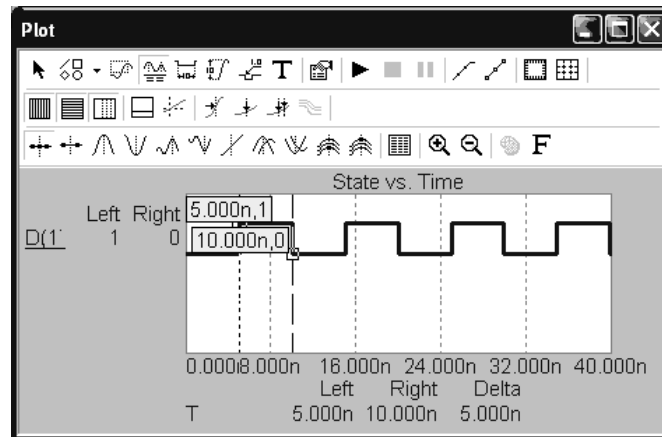 Plot
T
F
State vs. Time
Left Right 5.000n,1
D(1 1 0 10.000n,0
0.000 8.000n 16.000n 24.000n 32.000n 40.000n
Left Right Delta
T 5.000n 10.000n 5.000n